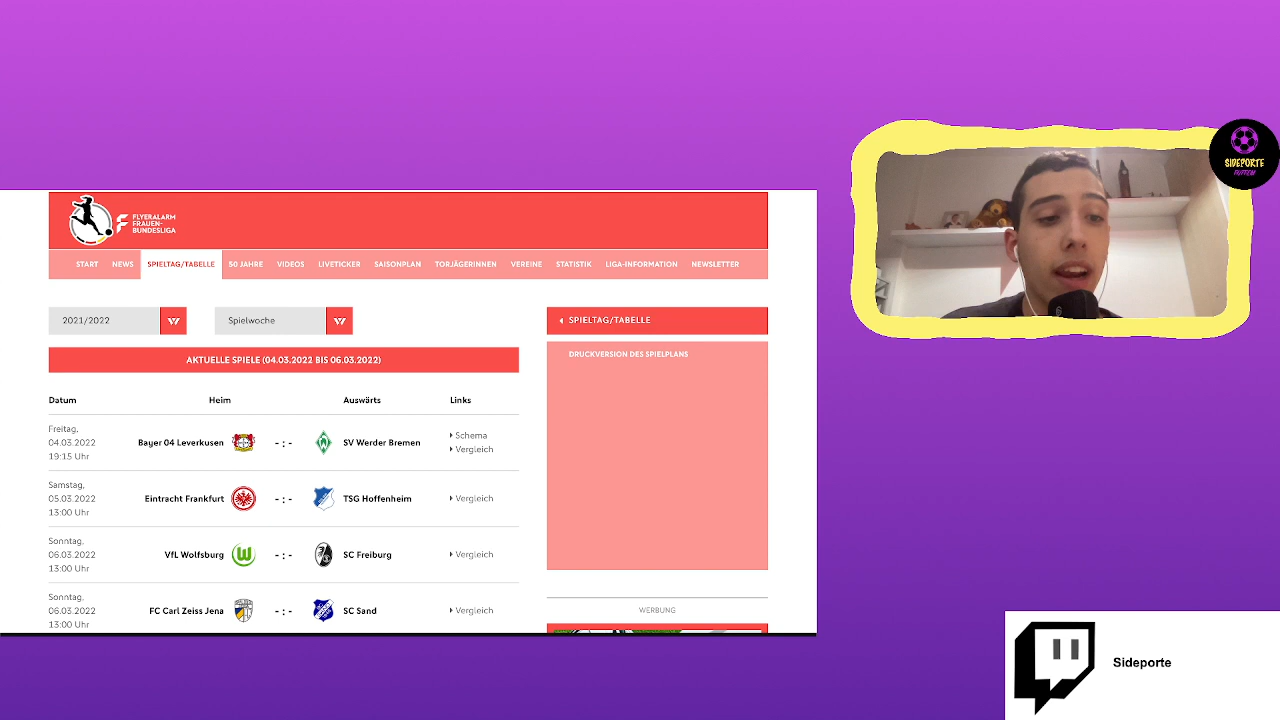 FLYERALARM
FRAUEN-
BUNDESLIGA
START NEWS SPIELTAG/TABELLE 50 JAHRE VIDEOS LIVETICKER SAISONPLAN TORJÄGERINNEN VEREINE STATISTIK LIGA-INFORMATION NEWSLETTER
2021/2022 Spielwoche
SPIELTAG/TABELLE
DRUCKVERSION DES SPIELPLANS
AKTUELLE SPIELE (04.03.2022 BIS 06.03.2022)
Datum Heim Auswärts Links
Freitag,
04.03.2022
19:15 Uhr
Bayer 04 Leverkusen - : - SV Werder Bremen
Schema
Vergleich
Samstag,
05.03.2022
13:00 Uhr
Eintracht Frankfurt - : - TSG Hoffenheim
Vergleich
Sonntag,
06.03.2022
13:00 Uhr
VfL Wolfsburg - : - SC Freiburg
Vergleich
Sonntag,
06.03.2022
13:00 Uhr
FC Carl Zeiss Jena - : - SC Sand
Vergleich
WERBUNG
SIDEPORTE
Sideporte